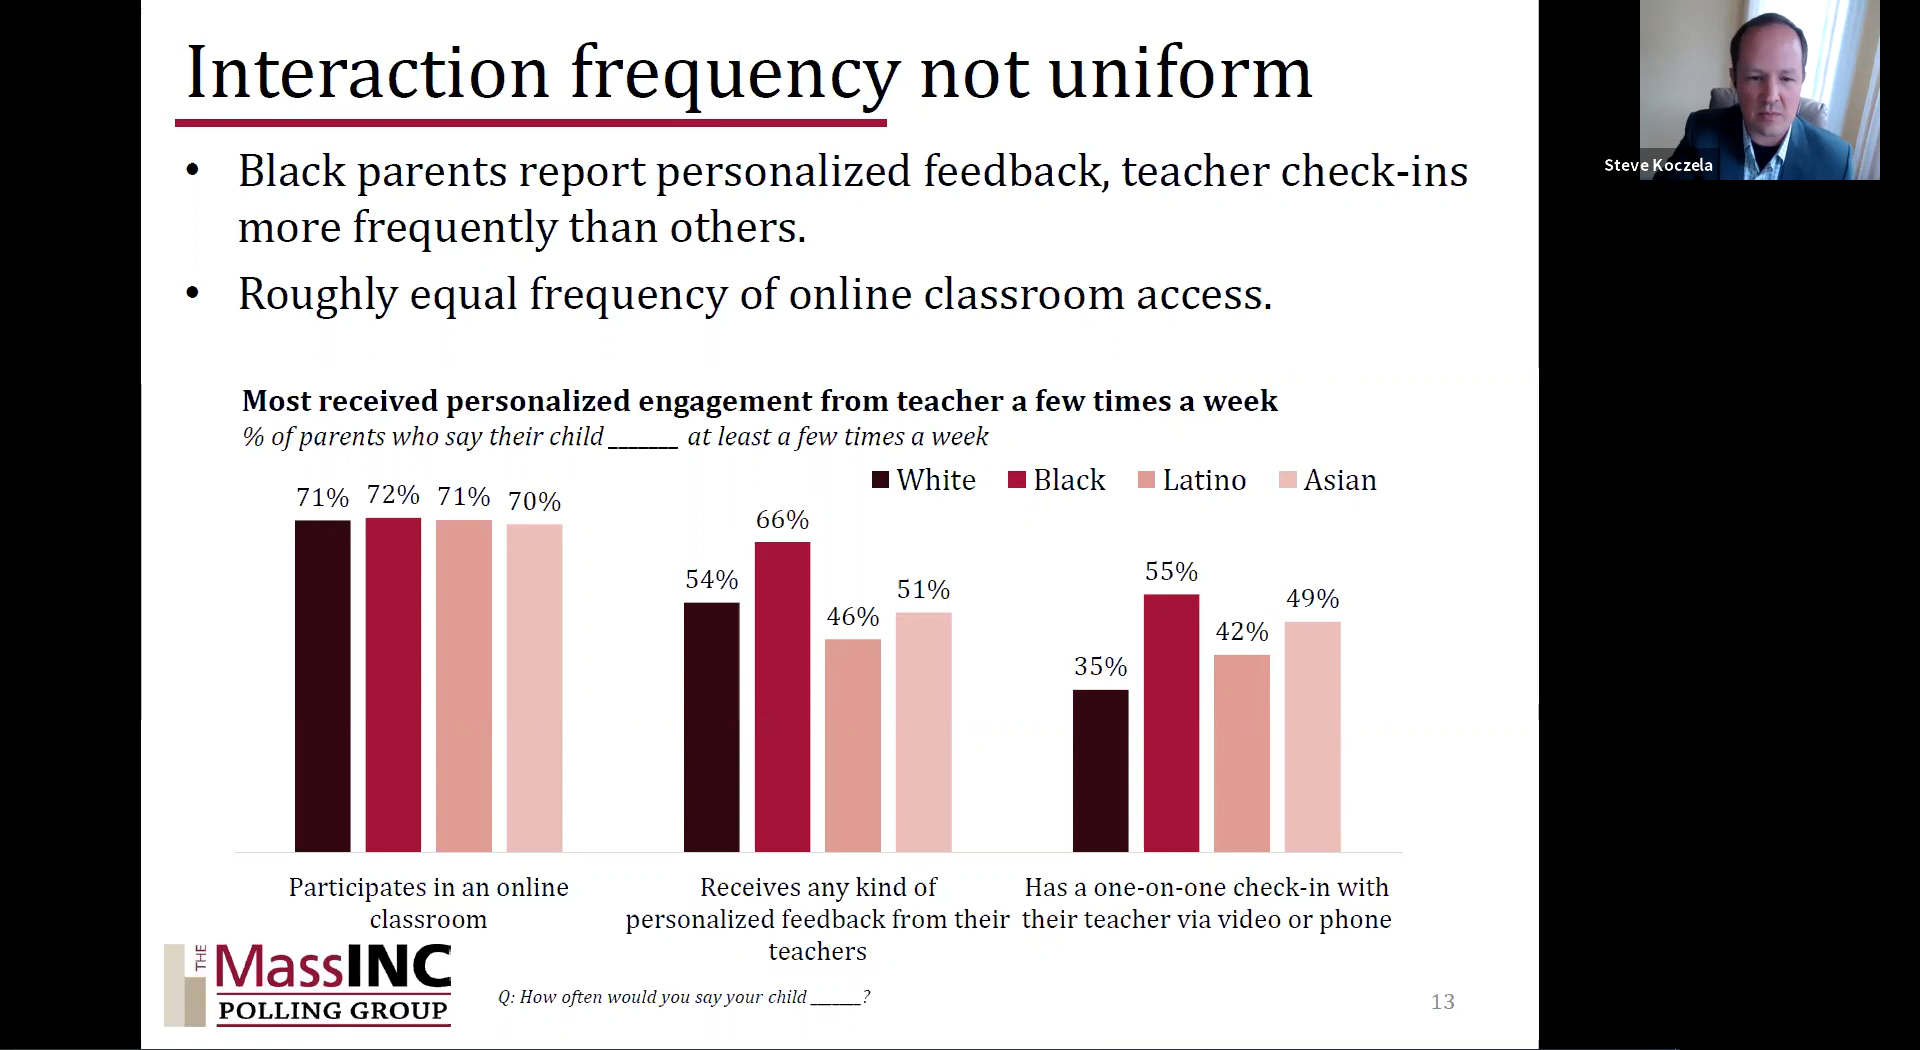 Interaction frequency not uniform
Steve Koczela
• Black parents report personalized feedback, teacher check-ins
more frequently than others.
• Roughly equal frequency of online classroom access.
Most received personalized engagement from teacher a few times a week
% of parents who say their child _______ at least a few times a week
White Black Latino Asian
71% 72% 71% 70%
54% 66% 46% 51%
35% 55% 42% 49%
Participates in an online
classroom
Receives any kind of
personalized feedback from their
teachers
Has a one-on-one check-in with
their teacher via video or phone
THE
MassINC
POLLING GROUP
Q: How often would you say your child ______?
13